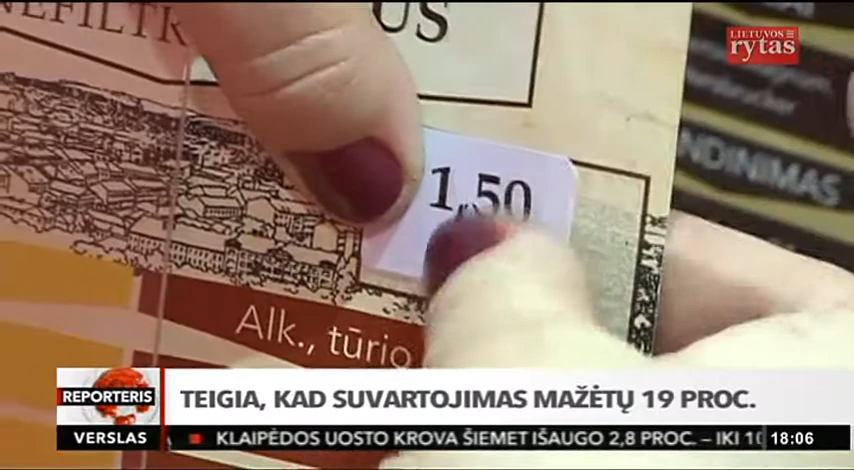 NEFILTR
US
LIETUVOS
rytas
NDINIMAS
1,50
Alk., tūrio
REPORTERIS
TEIGIA, KAD SUVARTOJIMAS MAŽĖTŲ 19 PROC.
VERSLAS
KLAIPĖDOS UOSTO KROVA ŠIEMET IŠAUGO 2,8 PROC. – IKI
18:06